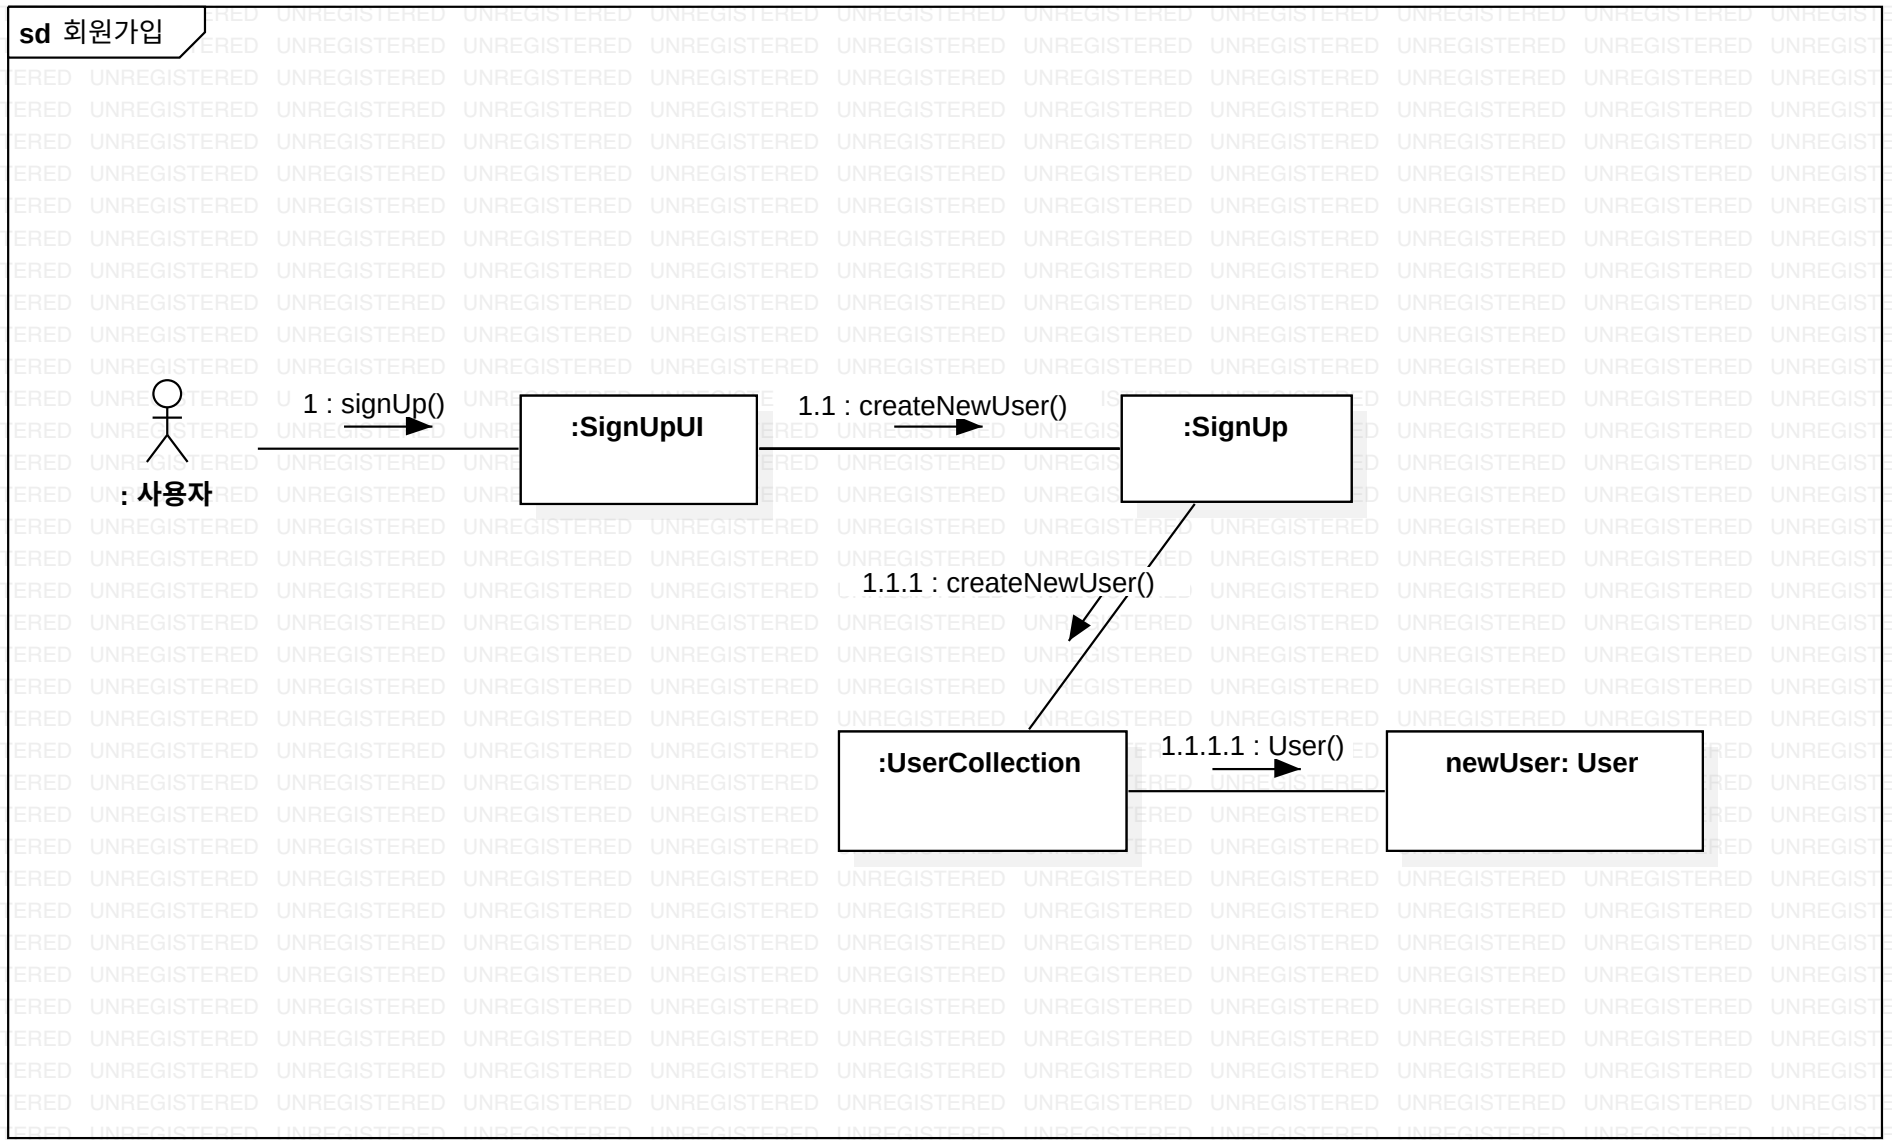 sd 회원가입
1 : signUp()
1.1 : createNewUser()
:SignUpUI
:SignUp
: 사용자
1.1.1 : createNewUser()
1.1.1.1 : User()
:UserCollection
newUser: User
UNREGISTERED